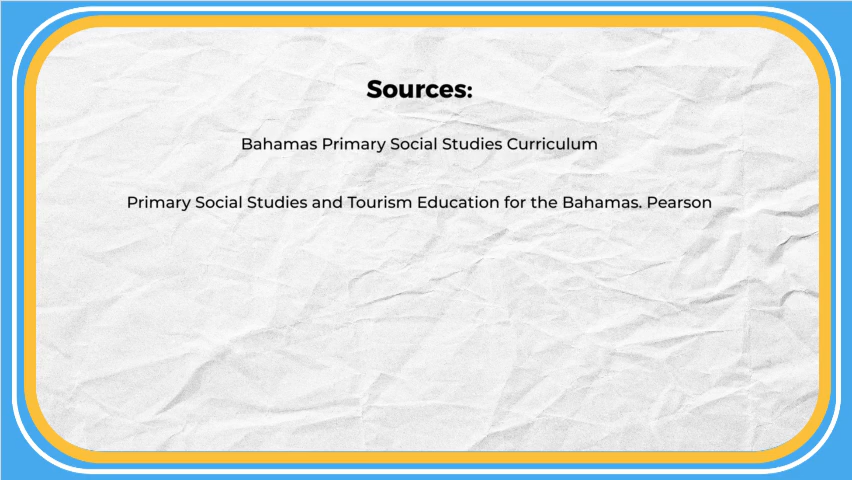 Sources:
Bahamas Primary Social Studies Curriculum
Primary Social Studies and Tourism Education for the Bahamas. Pearson